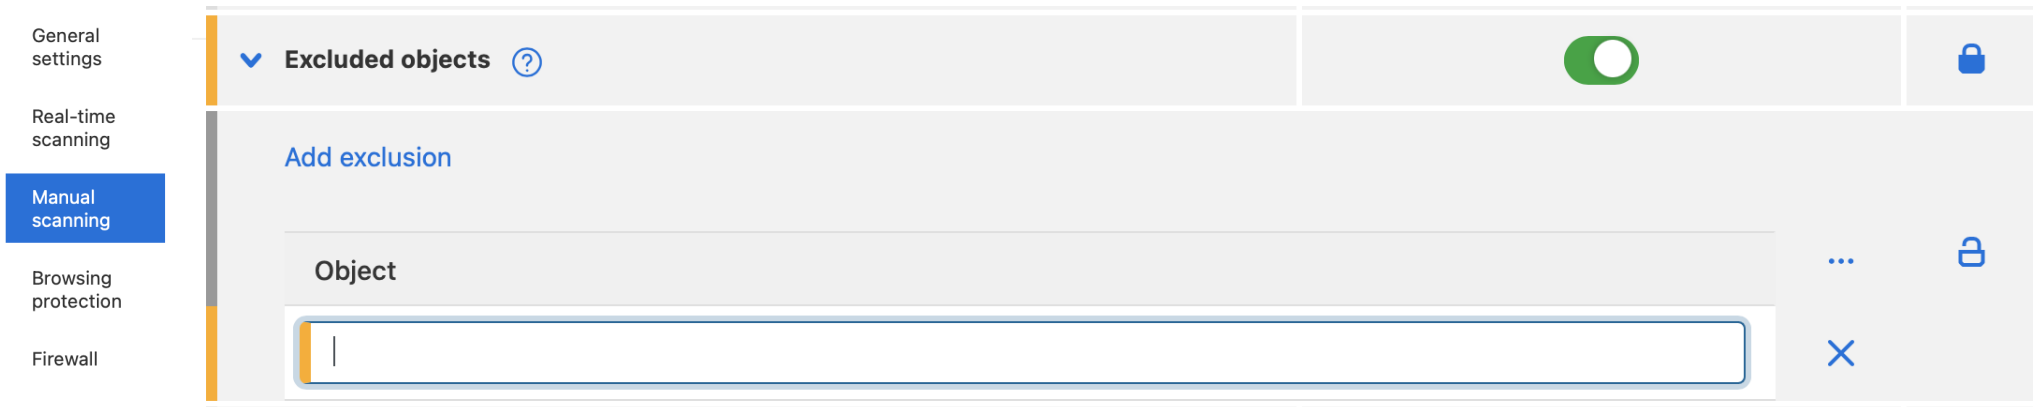 General
settings
Real-time
scanning
Manual
scanning
Browsing
protection
Firewall
Excluded objects ?
Add exclusion
Object
...